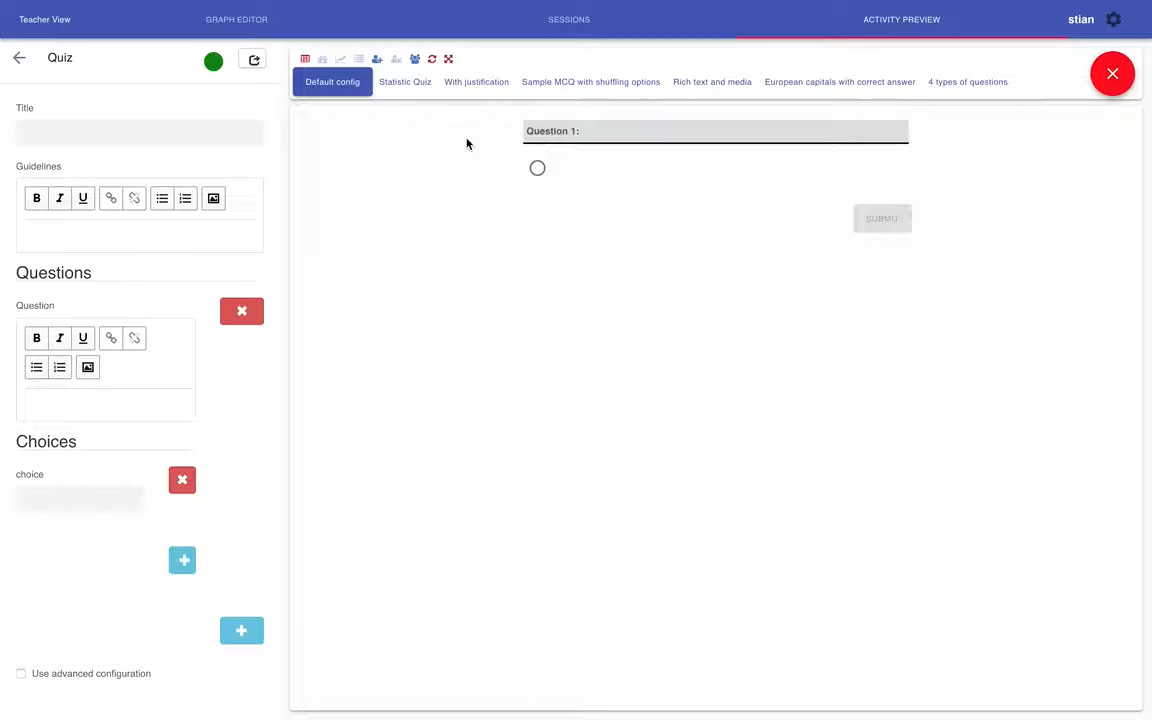 Teacher View GRAPH EDITOR SESSIONS ACTIVITY PREVIEW stian
Quiz
Default config Statistic Quiz With justification Sample MCQ with shuffling options Rich text and media European capitals with correct answer 4 types of questions
Title
Question 1:
Guidelines
B I U
SUBMIT
Questions
Question
B I U
Choices
choice
Use advanced configuration